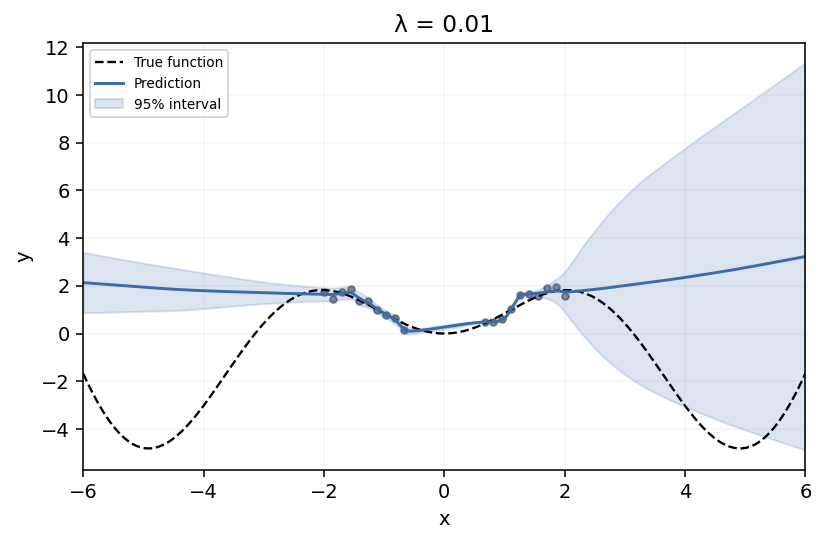 λ = 0.01
True function
Prediction
95% interval
12
10
8
6
4
2
0
−2
−4
y
−6
−4
−2
0
2
4
6
x